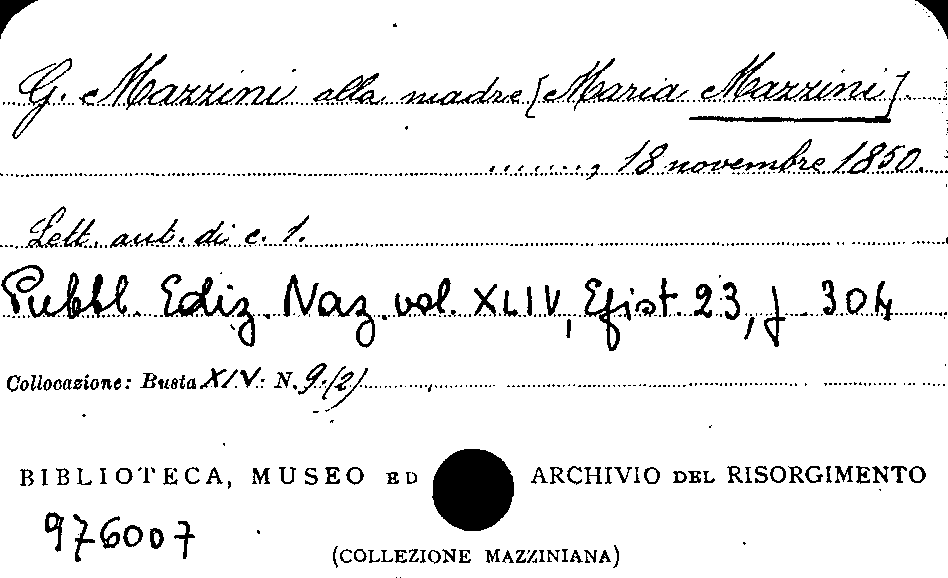 G. Mazzini alla madre [Maria Mazzini]
........, 18 novembre 1850.
Lett. aut. di c. 1.
Pubbl. Ediz. Naz. vol. XLIV, Epist. 23, p. 304
Collocazione: Busta XIV: N. 9.(2)
BIBLIOTECA, MUSEO ED ARCHIVIO DEL RISORGIMENTO
976007
(COLLEZIONE MAZZINIANA)